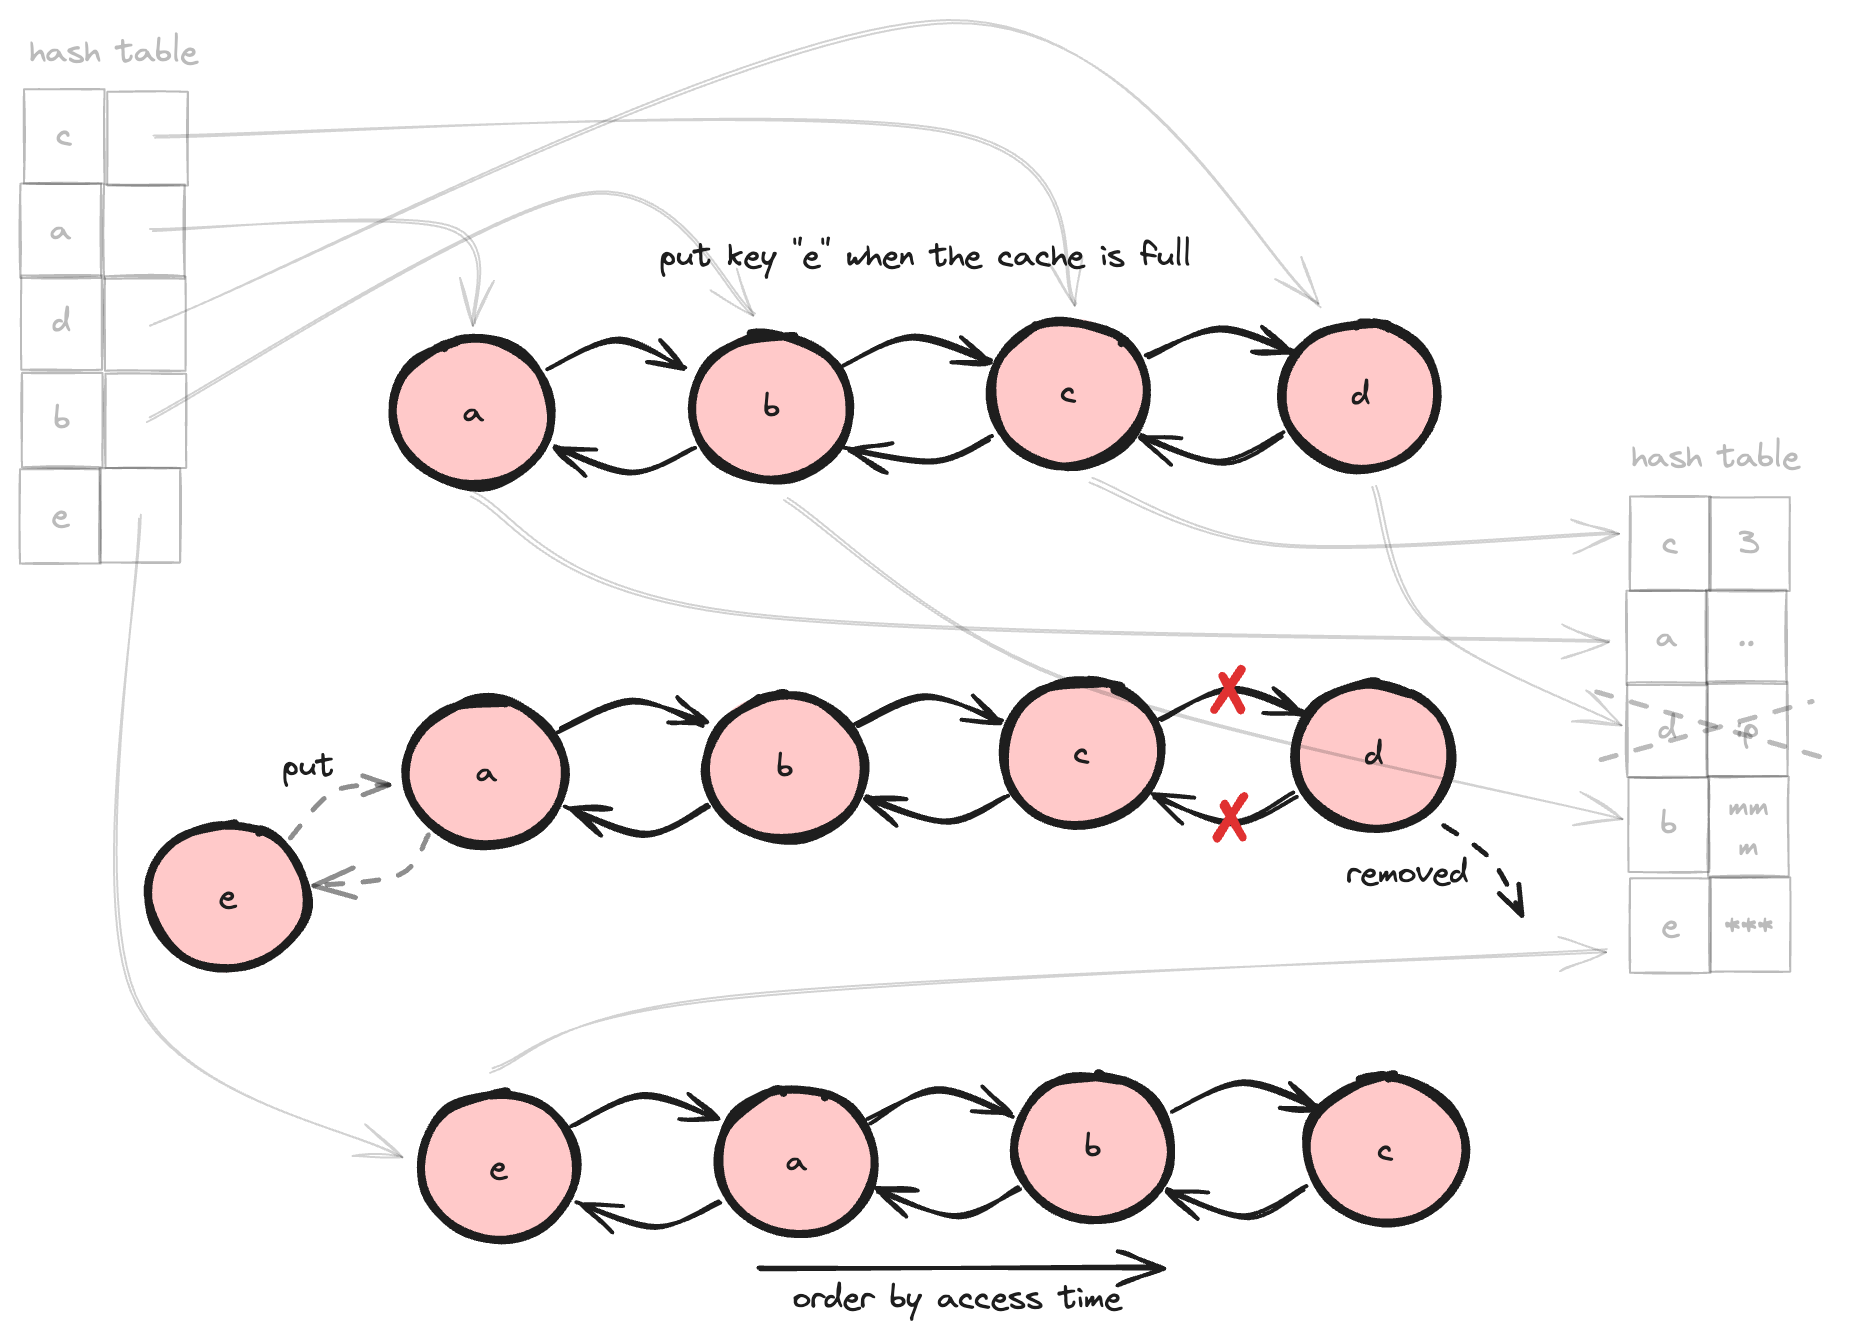 hash table
c
a
d
b
e
put key "e" when the cache is full
a b c d
hash table
c 3
a ..
d p
b mm
m
e ***
put
a b c d
e
removed
e a b c
order by access time